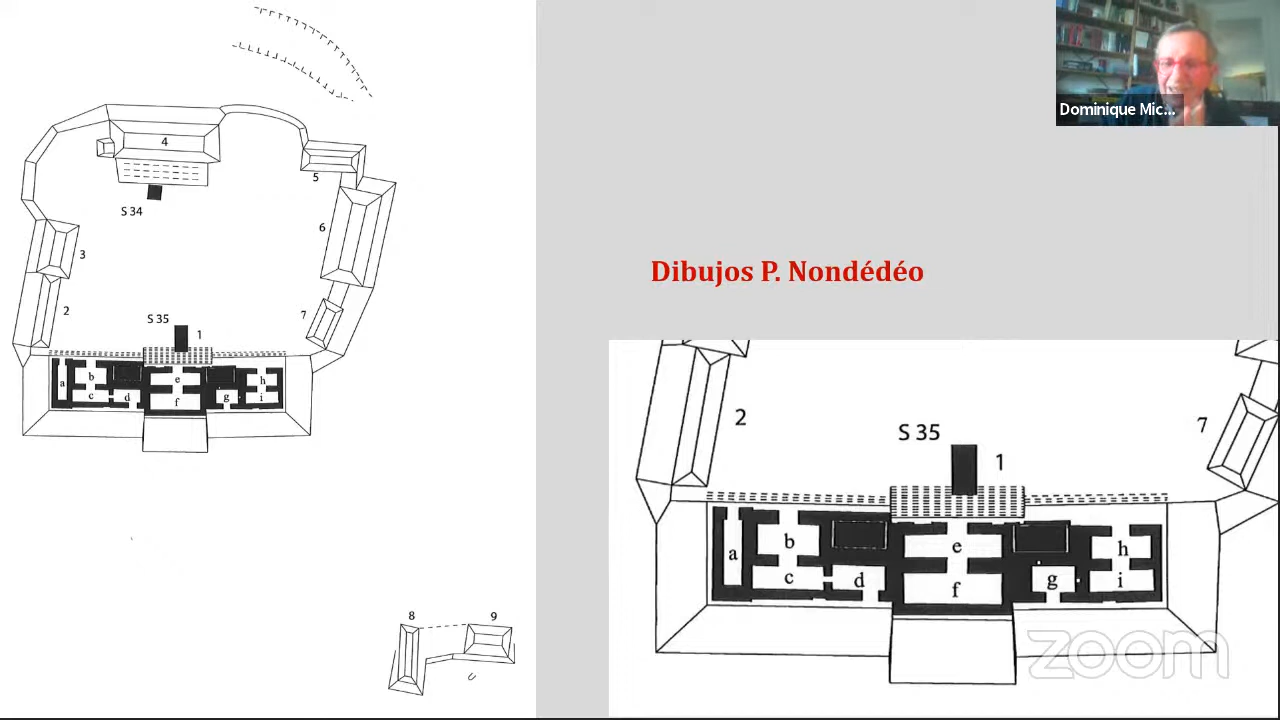 Dominique Mic...
4
S 34
5
6
3
2
7
S 35
1
a
b
c
d
e
f
g
h
i
8
9
Dibujos P. Nondédéo
2
7
S 35
1
a
b
c
d
e
f
g
h
i
zoom